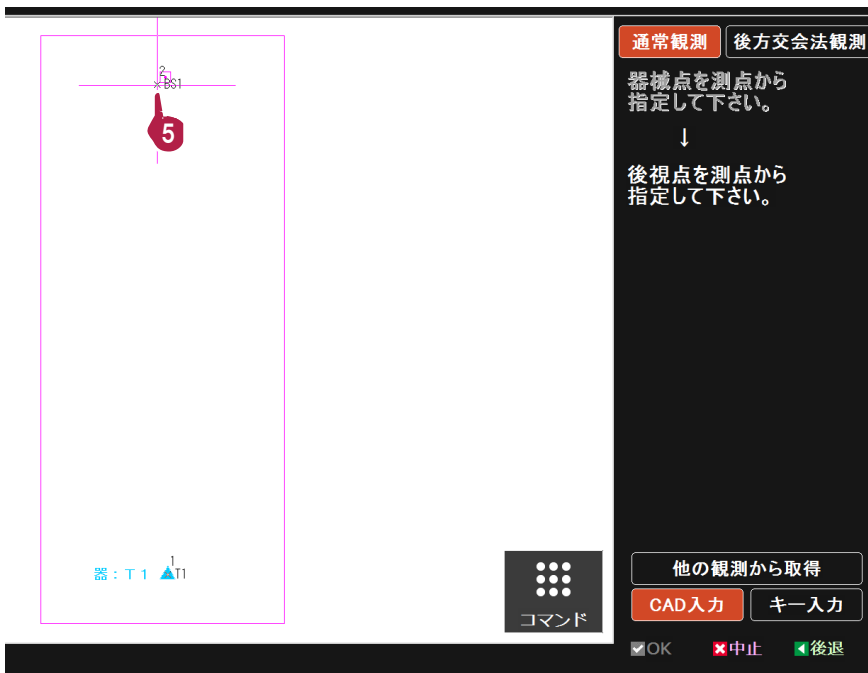 通常観測
後方交会法観測
器械点を測点から
指定して下さい。
↓
後視点を測点から
指定して下さい。
2
BS1
5
1
器：T1
T1
コマンド
他の観測から取得
CAD入力
キー入力
OK
中止
後退